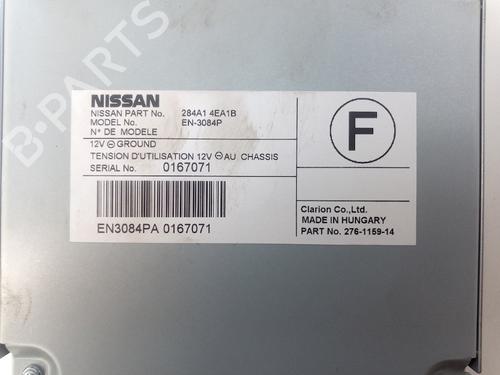 NISSAN
NISSAN PART No. 284A1 4EA1B
MODEL No. EN-3084P
N° DE MODELE
12V ⊖ GROUND
TENSION D'UTILISATION 12V ⊖ AU CHASSIS
SERIAL No. 0167071
EN3084PA 0167071
F
Clarion Co.,Ltd.
MADE IN HUNGARY
PART No. 276-1159-14
B-PARTS